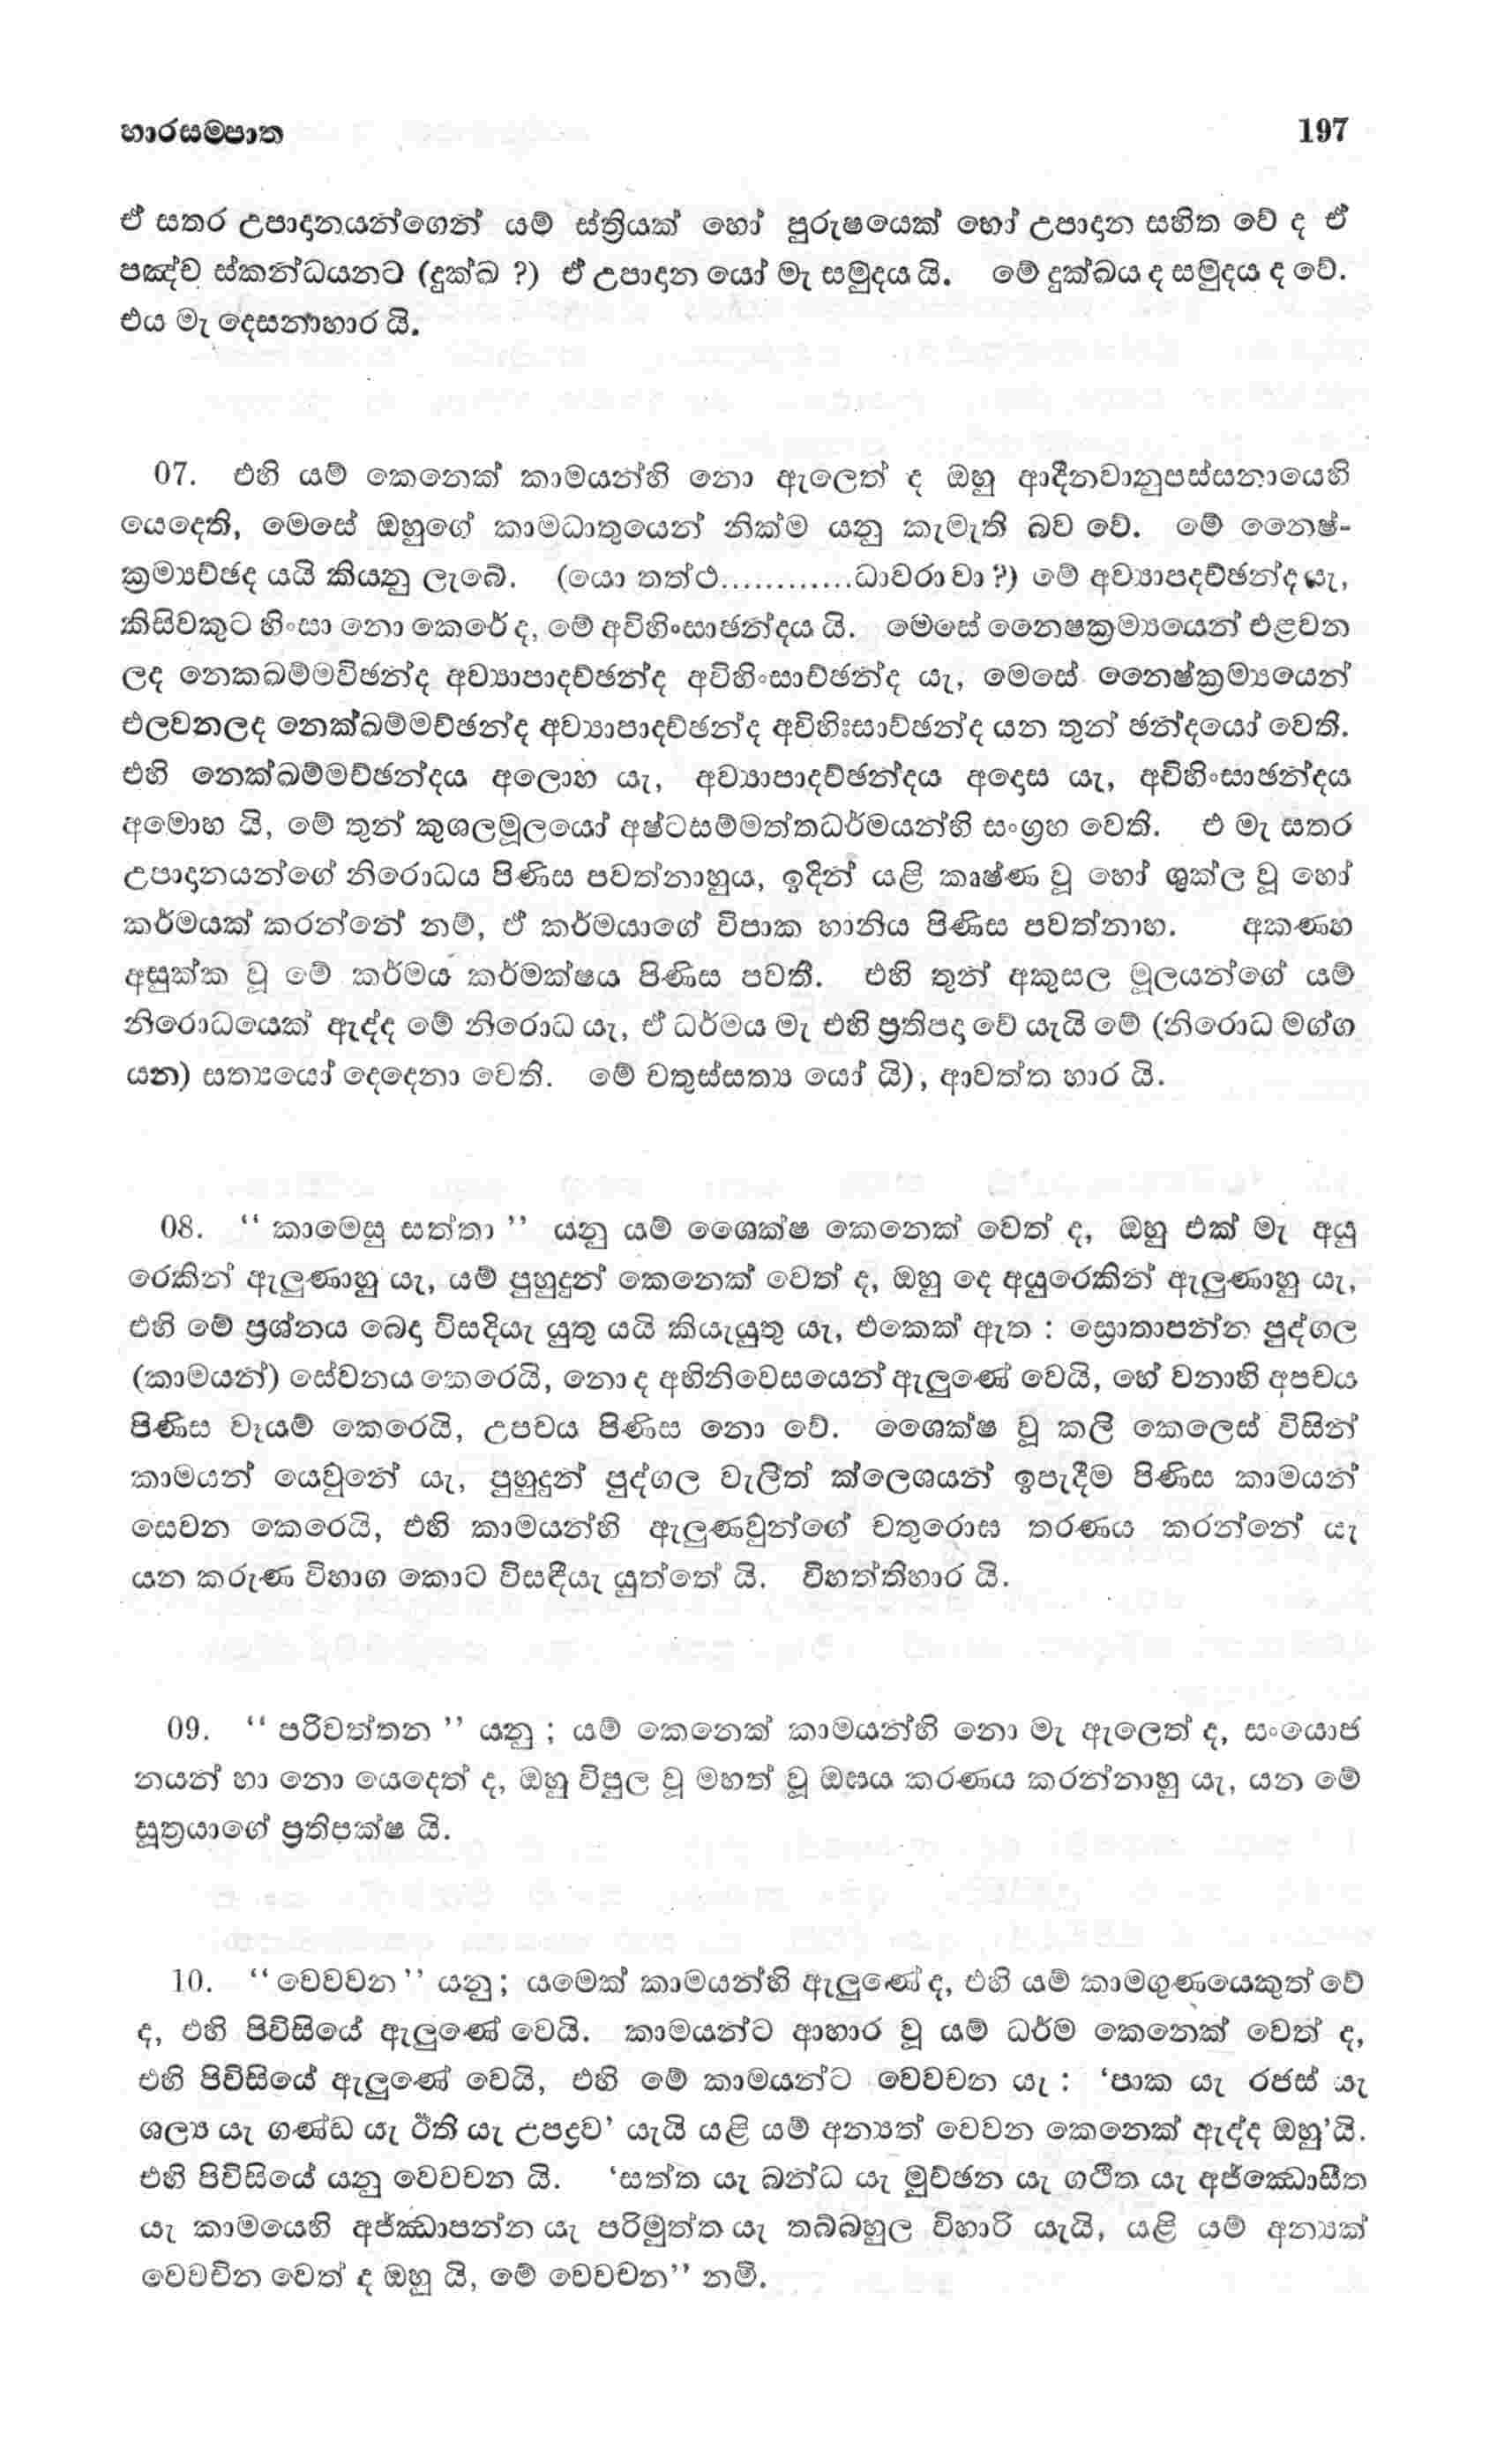 හාරසම්පාත 197
ඒ සතර උපාදානයන්ගෙන් යම් ස්ත්‍රියක් හෝ පුරුෂයෙක් හෝ උපාදාන සහිත වේ ද ඒ
පඤ්ච ස්කන්ධයනට (දුක්ඛ ?) ඒ උපාදාන යෝ මැ සමුදය යි. මේ දුක්ඛය ද සමුදය ද වේ.
එය මැ දෙසනාහාර යි.
07. එහි යම් කෙනෙක් කාමයන්හි නො ඇලෙත් ද ඔහු ආදීනවානුපස්සනායෙහි
යෙදෙති, මෙසේ ඔහුගේ කාමධාතුයෙන් නික්ම යනු කැමැති බව වේ. මේ නෛෂ්-
ක්‍රම්‍යච්ඡද යයි කියනු ලැබේ. (යො තත්ථ............ධාවරා වා ?) මේ අව්‍යාපදච්ඡන්ද යැ,
කිසිවකුට හිංසා නො කෙරේ ද, මේ අවිහිංසාඡන්දය යි. මෙසේ නෛෂක්‍රම්‍යයෙන් එළවන
ලද නෙකඛම්මච්ඡන්ද අව්‍යාපාදච්ඡන්ද අවිහිංසාච්ඡන්ද යැ, මෙසේ නෛෂ්ක්‍රම්‍යයෙන්
එලවනලද නෙක්ඛම්මච්ඡන්ද අව්‍යාපාදච්ඡන්ද අවිහිඃසාච්ඡන්ද යන තුන් ඡන්දයෝ වෙති.
එහි නෙක්ඛම්මච්ඡන්දය අලොභ යැ, අව්‍යාපාදච්ඡන්දය අදොස යැ, අවිහිංසාඡන්දය
අමොහ යි, මේ තුන් කුශලමූලයෝ අෂ්ටසම්මත්තධර්මයන්හි සංග්‍රහ වෙති. එ මැ සතර
උපාදානයන්ගේ නිරොධය පිණිස පවත්නාහුය, ඉදින් යළි කෘෂ්ණ වූ හෝ ශුක්ල වූ හෝ
කර්මයක් කරන්නේ නම්, ඒ කර්මයාගේ විපාක හානිය පිණිස පවත්නාහ. අකණහ
අසුක්ක වූ මේ කර්මය කර්මක්ෂය පිණිස පවතී. එහි තුන් අකුසල මූලයන්ගේ යම්
නිරොධයෙක් ඇද්ද මේ නිරොධ යැ, ඒ ධර්මය මැ එහි ප්‍රතිපදා වේ යැයි මේ (නිරොධ මග්ග
යන) සත්‍යයෝ දෙදෙනා වෙති. මේ චතුස්සත්‍ය යෝ යි), ආවත්ත හාර යි.
08. “ කාමෙසු සත්තා ” යනු යම් ශෛක්ෂ කෙනෙක් වෙත් ද, ඔහු එක් මැ අයු
රෙකින් ඇලුණාහු යැ, යම් පුහුදුන් කෙනෙක් වෙත් ද, ඔහු දෙ අයුරෙකින් ඇලුණාහු යැ,
එහි මේ ප්‍රශ්නය බෙදා විසදියැ යුතු යයි කියැයුතු යැ, එකෙක් ඇත : ස්‍රොතාපන්න පුද්ගල
(කාමයන්) සේවනය කෙරෙයි, නො ද අභිනිවෙසයෙන් ඇලුණේ වෙයි, හේ වනාහි අපචය
පිණිස වෑයම් කෙරෙයි, උපචය පිණිස නො වේ. ශෛක්ෂ වූ කලි කෙලෙස් විසින්
කාමයන් යෙවුනේ යැ, පුහුදුන් පුද්ගල වැලිත් ක්ලෙශයන් ඉපැදීම පිණිස කාමයන්
සෙවන කෙරෙයි, එහි කාමයන්හි ඇලුණවුන්ගේ චතුරොඝ තරණය කරන්නේ යැ
යන කරුණ විභාග කොට විසඳියැ යුත්තේ යි. විභත්තිහාර යි.
09. “ පරිවත්තන ” යනු ; යම් කෙනෙක් කාමයන්හි නො මැ ඇලෙත් ද, සංයොජ
නයන් හා නො යෙදෙත් ද, ඔහු විපුල වූ මහත් වූ ඔඝය කරණය කරන්නාහු යැ, යන මේ
සූත්‍රයාගේ ප්‍රතිපක්ෂ යි.
10. “වෙවචන” යනු; යමෙක් කාමයන්හි ඇලුණේ ද, එහි යම් කාමගුණයෙකුත් වේ
ද, එහි පිවිසියේ ඇලුණේ වෙයි. කාමයන්ට ආහාර වූ යම් ධර්ම කෙනෙක් වෙත් ද,
එහි පිවිසියේ ඇලුණේ වෙයි, එහි මේ කාමයන්ට වෙවචන යැ : ‘පාක යැ රජස් යැ
ශල්‍ය යැ ගණ්ඩ යැ ඊති යැ උපද්‍රව’ යැයි යළි යම් අන්‍යත් වෙවන කෙනෙක් ඇද්ද ඔහු’යි.
එහි පිවිසියේ යනු වෙවචන යි. ‘සත්ත යැ ඛන්ධ යැ මූච්ඡන යැ ගථිත යැ අජ්ඣොසිත
යැ කාමයෙහි අජ්ඣාපන්න යැ පරිමුත්ත යැ තබ්බහුල විහාරි යැයි, යළි යම් අන්‍යක්
වෙවචින වෙත් ද ඔහු යි, මේ වෙවචන” නමි.